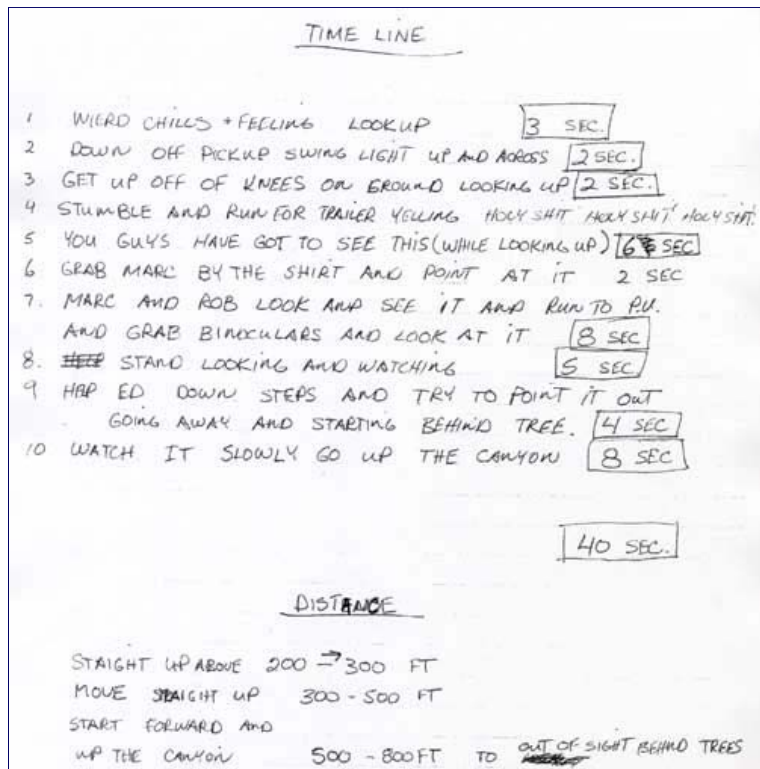 TIME LINE
1 WIERD CHILLS + FEELING LOOKUP 3 SEC.
2 DOWN OFF PICKUP SWING LIGHT UP AND ACROSS 2 SEC.
3 GET UP OFF OF KNEES ON GROUND LOOKING UP 2 SEC.
4 STUMBLE AND RUN FOR TRAILER YELLING HOLY SHIT HOLY SHIT HOLY SHIT.
5 YOU GUYS HAVE GOT TO SEE THIS (WHILE LOOKING UP) 6 SEC
6 GRAB MARC BY THE SHIRT AND POINT AT IT 2 SEC
7. MARC AND ROB LOOK AND SEE IT AND RUN TO P.U.
AND GRAB BINOCULARS AND LOOK AT IT 8 SEC
8. STAND LOOKING AND WATCHING 5 SEC
9 HELP ED DOWN STEPS AND TRY TO POINT IT OUT
GOING AWAY AND STARTING BEHIND TREE. 4 SEC
10 WATCH IT SLOWLY GO UP THE CANYON 8 SEC
40 SEC.
DISTANCE
STRAIGHT UP ABOVE 200 → 300 FT
MOVE STRAIGHT UP 300 - 500 FT
START FORWARD AND
UP THE CANYON 500 - 800 FT TO OUT OF SIGHT BEHIND TREES